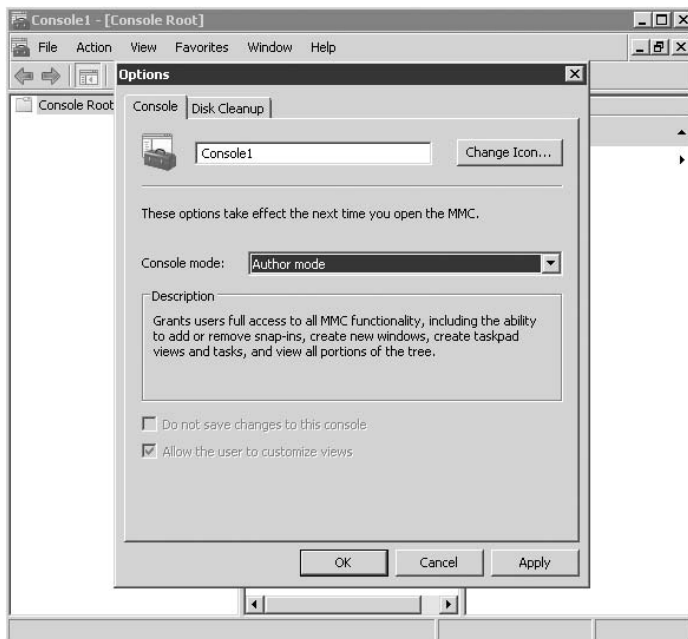 Console1 - [Console Root]
File Action View Favorites Window Help
Console Root
Options
Console Disk Cleanup
Console1
Change Icon...
These options take effect the next time you open the MMC.
Console mode: Author mode
Description
Grants users full access to all MMC functionality, including the ability
to add or remove snap-ins, create new windows, create taskpad
views and tasks, and view all portions of the tree.
Do not save changes to this console
Allow the user to customize views
OK Cancel Apply